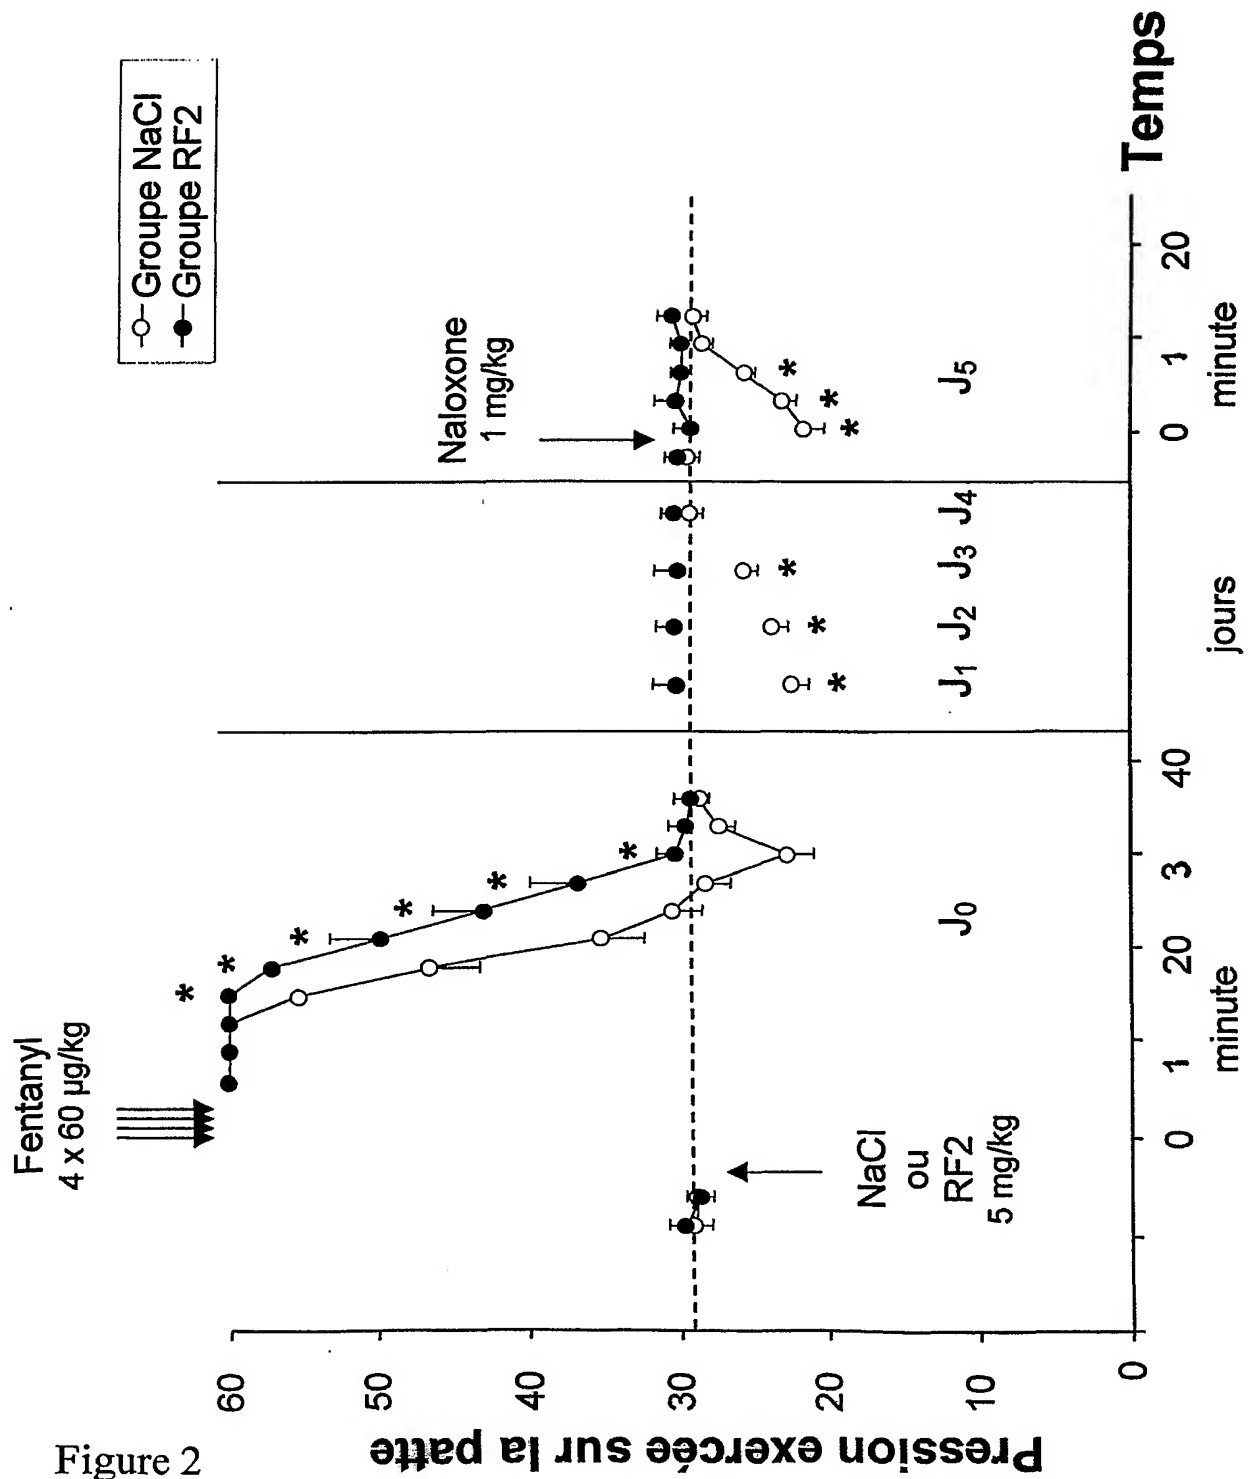 Groupe NaCl
Groupe RF2
Fentanyl
4 x 60 µg/kg
Naloxone
1 mg/kg
NaCl
ou
RF2
5 mg/kg
Pression exercée sur la patte
60
50
40
30
20
10
0
* * * * * *
* * *
* * *
J0
J1
J2
J3
J4
J5
0
1
20
3
40
0
1
20
minute
jours
minute
Temps
Figure 2